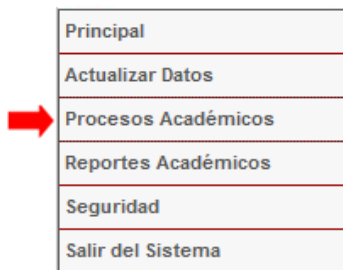 Principal
Actualizar Datos
Procesos Académicos
Reportes Académicos
Seguridad
Salir del Sistema